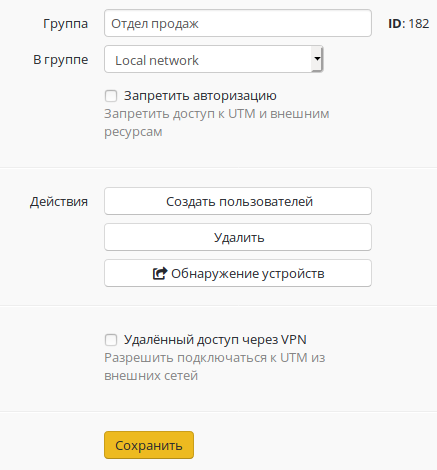 Группа Отдел продаж ID: 182
В группе Local network
Запретить авторизацию
Запретить доступ к UTM и внешним
ресурсам
Действия Создать пользователей
Удалить
Обнаружение устройств
Удалённый доступ через VPN
Разрешить подключаться к UTM из
внешних сетей
Сохранить